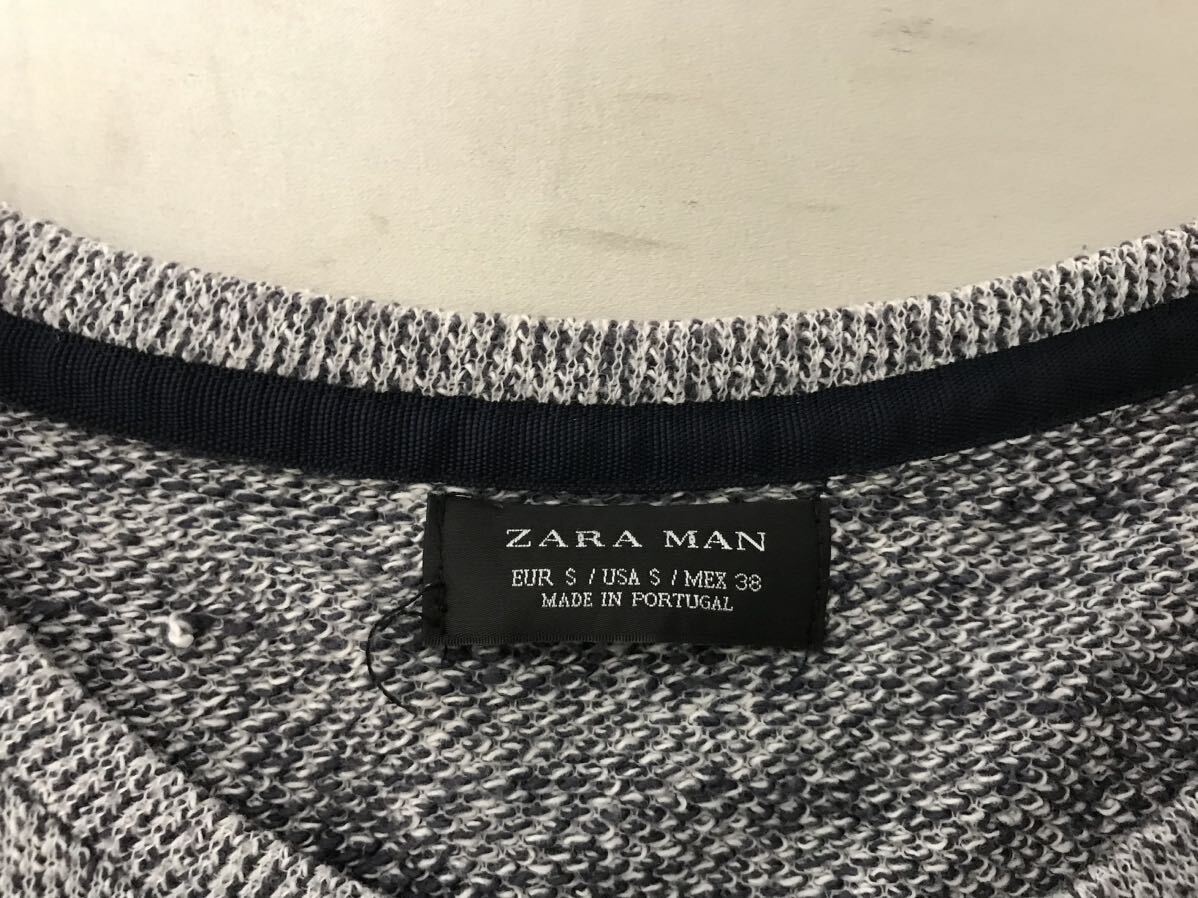 ZARA MAN
EUR S / USA S / MEX 38
MADE IN PORTUGAL